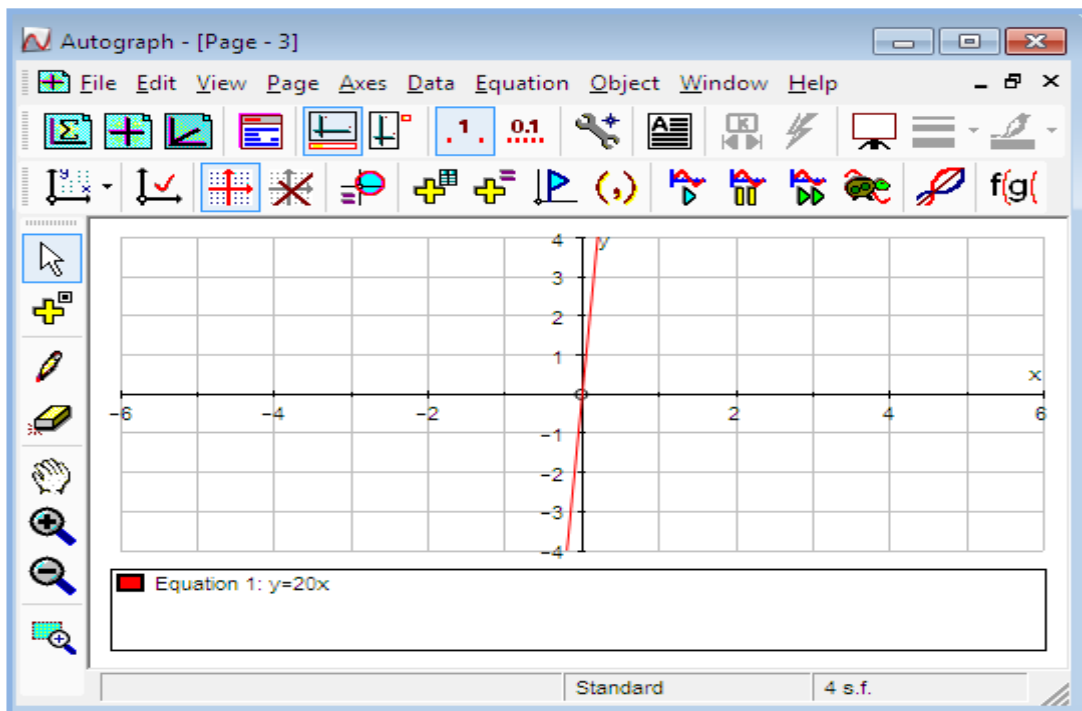 Autograph - [Page - 3]
File Edit View Page Axes Data Equation Object Window Help
Σ .1. 0.1 A K
y x = = (,) f(g(
4 y
3
2
1
x
-6 -4 -2 2 4 6
-1
-2
-3
-4
Equation 1: y=20x
Standard 4 s.f.